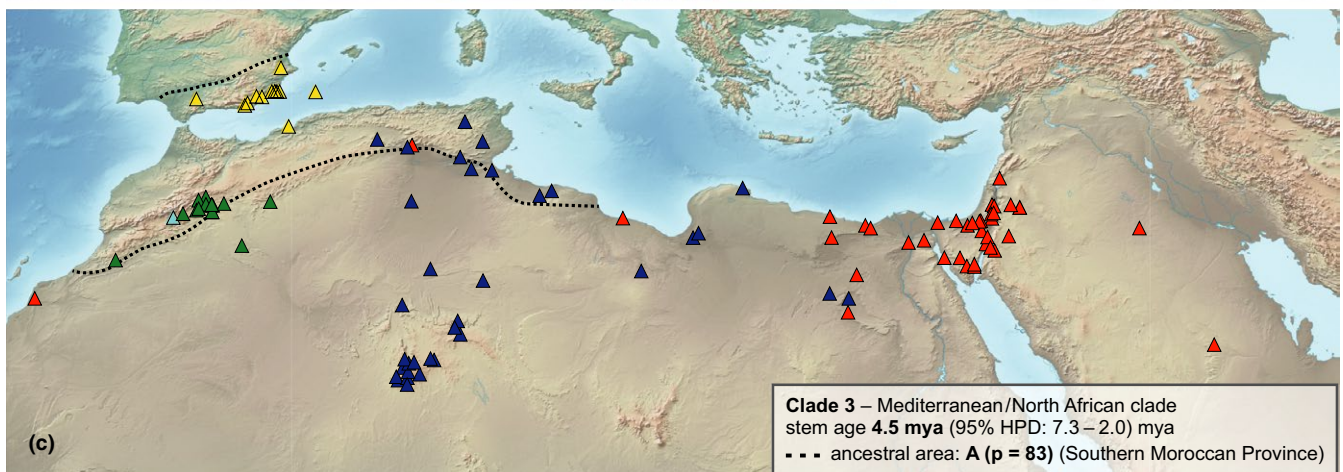 Clade 3 – Mediterranean/North African clade
stem age 4.5 mya (95% HPD: 7.3 – 2.0) mya
ancestral area: A (p = 83) (Southern Moroccan Province)
(c)